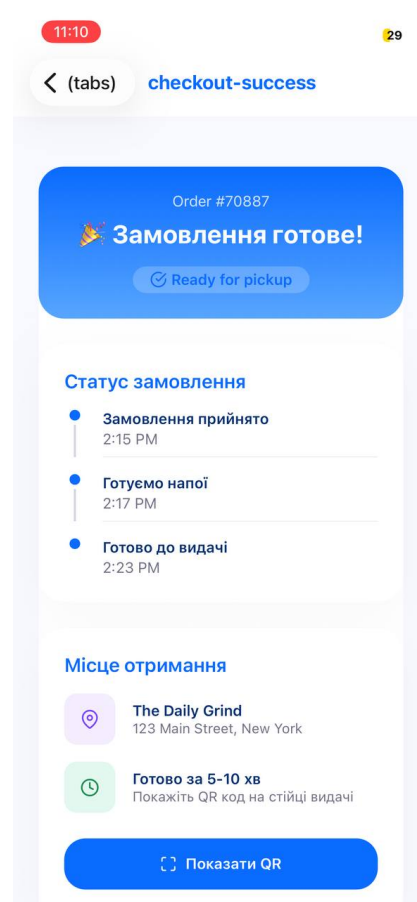 11:10
29
(tabs) checkout-success
Order #70887
🎉 Замовлення готове!
Ready for pickup
Статус замовлення
Замовлення прийнято
2:15 PM
Готуємо напої
2:17 PM
Готово до видачі
2:23 PM
Місце отримання
The Daily Grind
123 Main Street, New York
Готово за 5-10 хв
Покажіть QR код на стійці видачі
Показати QR